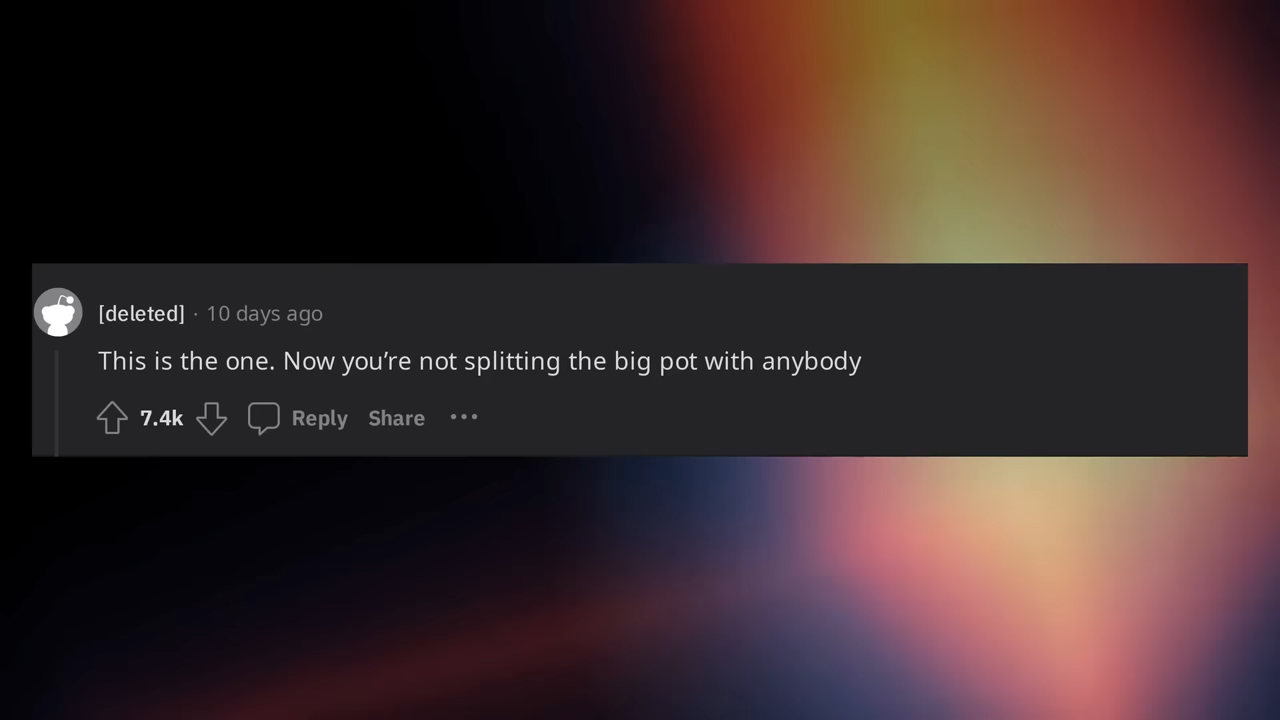 [deleted] · 10 days ago
This is the one. Now you’re not splitting the big pot with anybody
7.4k Reply Share